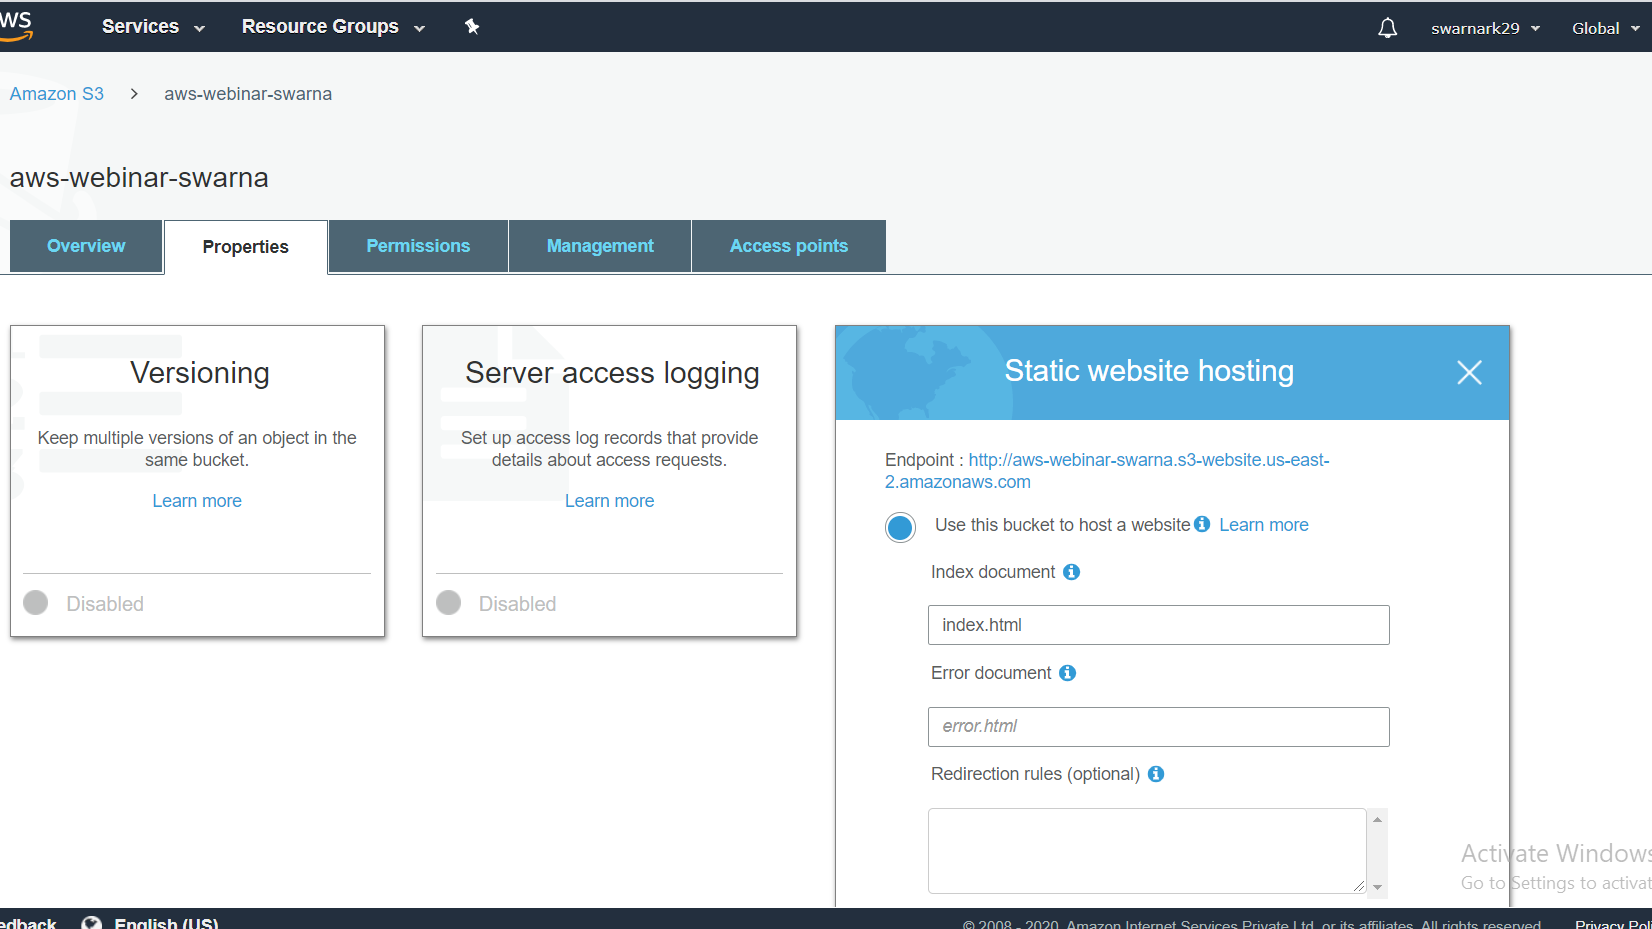 WS
Services
Resource Groups
swarnark29
Global
Amazon S3 > aws-webinar-swarna
aws-webinar-swarna
Overview
Properties
Permissions
Management
Access points
Versioning
Keep multiple versions of an object in the
same bucket.
Learn more
Disabled
Server access logging
Set up access log records that provide
details about access requests.
Learn more
Disabled
Static website hosting
Endpoint : http://aws-webinar-swarna.s3-website.us-east-
2.amazonaws.com
Use this bucket to host a website Learn more
Index document
index.html
Error document
error.html
Redirection rules (optional)
Activate Windows
Go to Settings to activat
edback
English (US)
© 2008 - 2020, Amazon Internet Services Private Ltd. or its affiliates. All rights reserved.
Privacy Poli